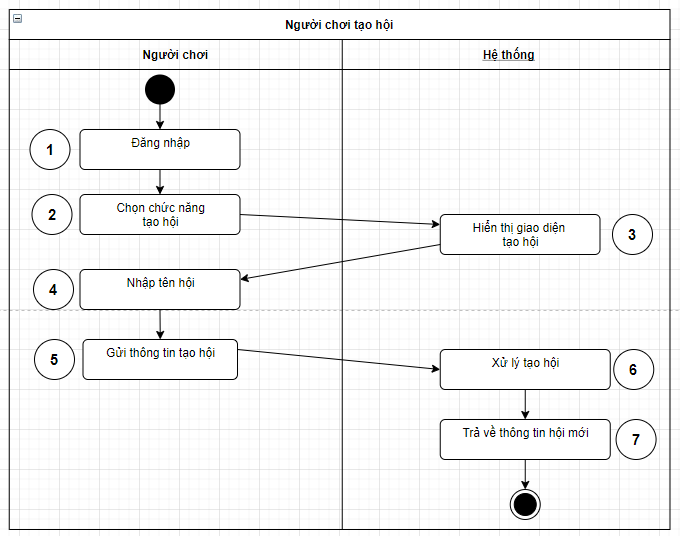 Người chơi tạo hội
Người chơi
Hệ thống
1
Đăng nhập
2
Chọn chức năng
tạo hội
Hiển thị giao diện
tạo hội
3
4
Nhập tên hội
5
Gửi thông tin tạo hội
Xử lý tạo hội
6
Trả về thông tin hội mới
7